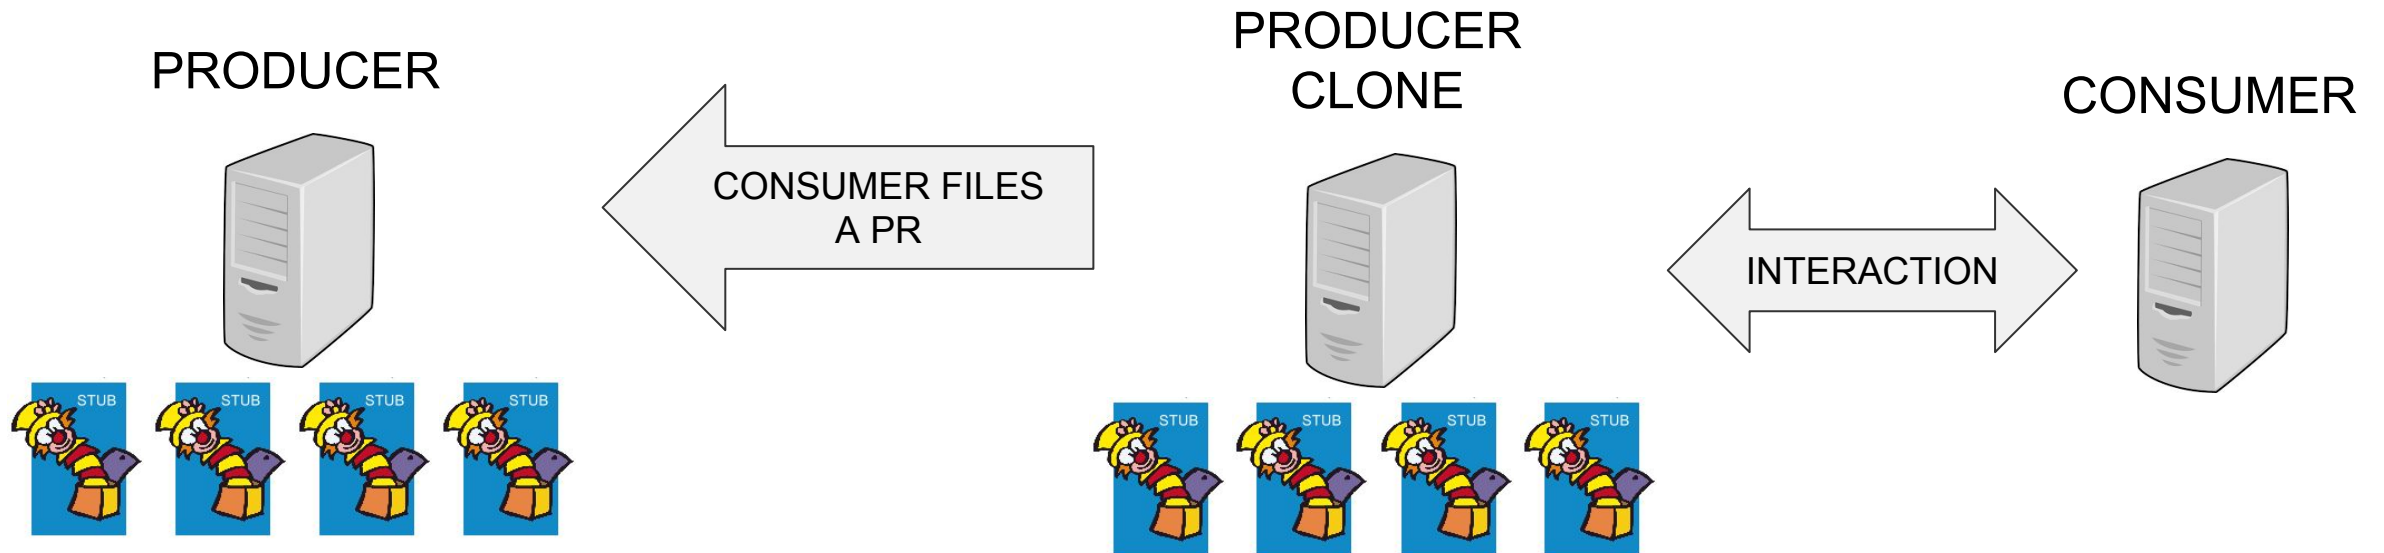 PRODUCER
CONSUMER FILES
A PR
PRODUCER
CLONE
INTERACTION
CONSUMER
STUB
STUB
STUB
STUB
STUB
STUB
STUB
STUB